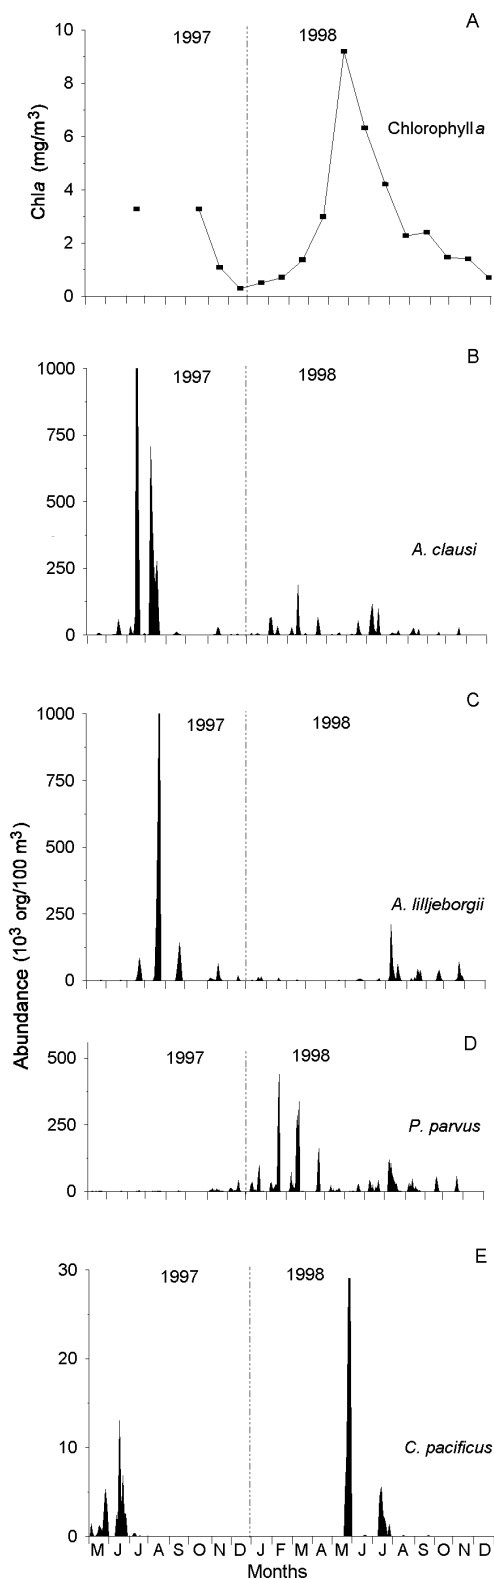 A
1997 1998
10
8
6
4
2
0
Chla (mg/m³)
Chlorophyll a
B
1997 1998
1000
750
500
250
0
A. clausi
C
1997 1998
1000
750
500
250
0
A. lilljeborgii
Abundance (10³ org/100 m³)
D
1997 1998
500
250
0
P. parvus
E
1997 1998
30
20
10
0
C. pacificus
M J J A S O N D J F M A M J J A S O N D
Months